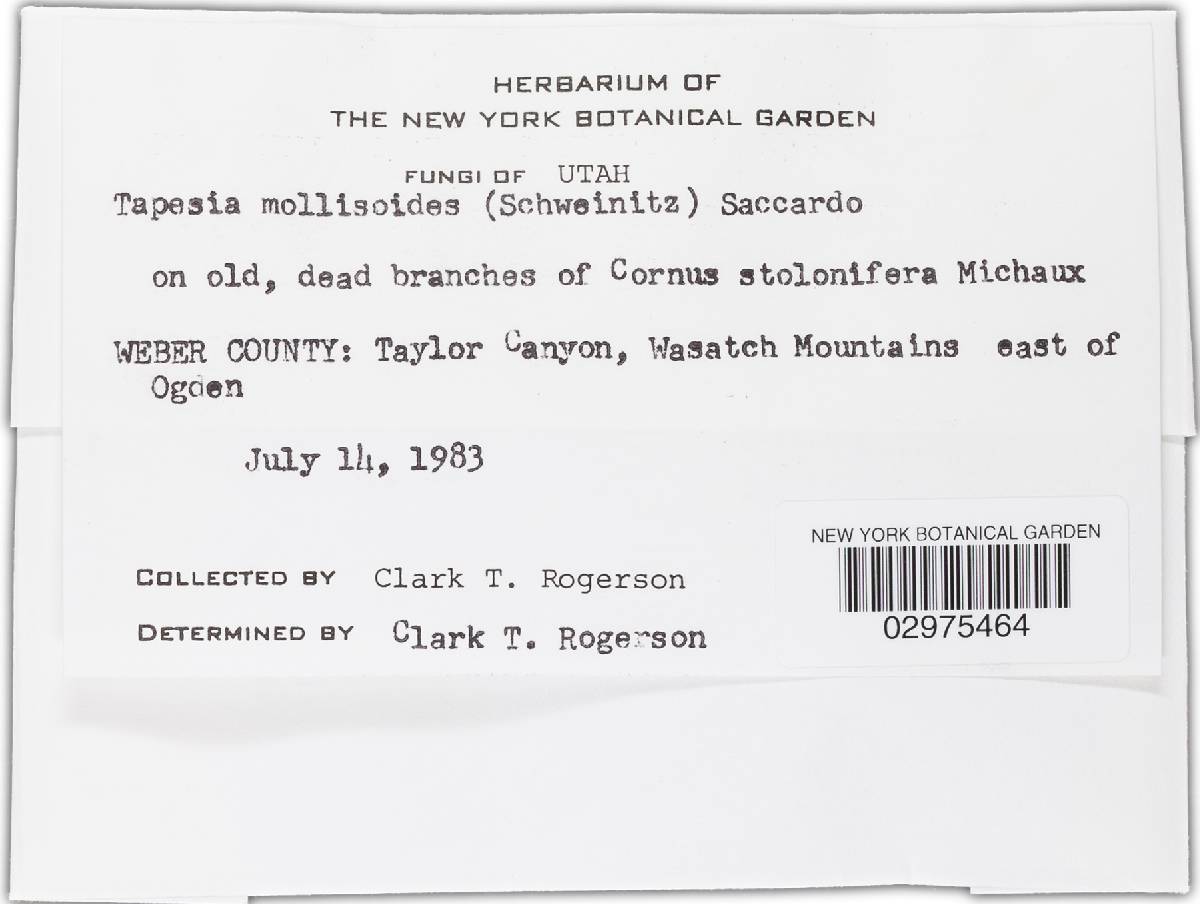 HERBARIUM OF
THE NEW YORK BOTANICAL GARDEN
FUNGI OF UTAH
Tapesia mollisoides (Schweinitz) Saccardo
on old, dead branches of Cornus stolonifera Michaux
WEBER COUNTY: Taylor Canyon, Wasatch Mountains east of
Ogden
July 14, 1983
COLLECTED BY Clark T. Rogerson
DETERMINED BY Clark T. Rogerson
NEW YORK BOTANICAL GARDEN
02975464